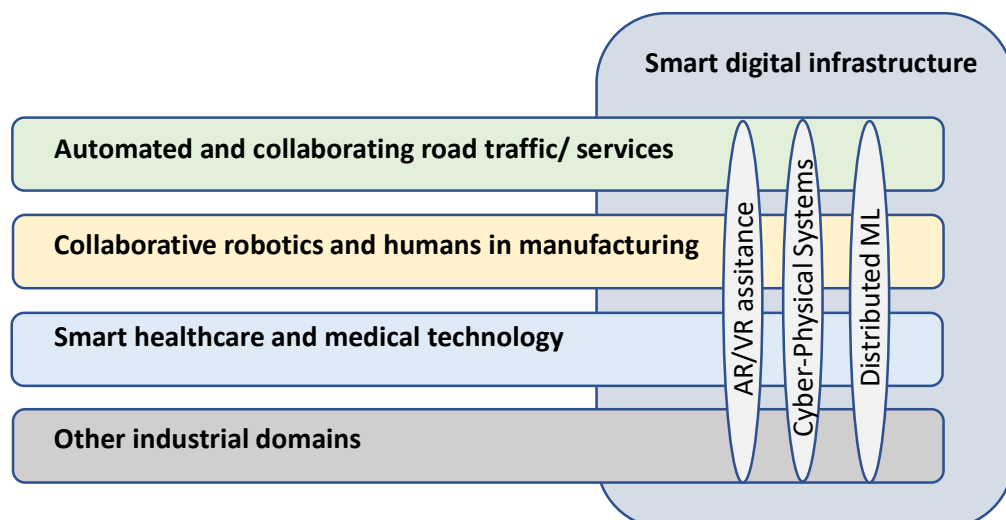 Smart digital infrastructure
Automated and collaborating road traffic/ services
Collaborative robotics and humans in manufacturing
Smart healthcare and medical technology
Other industrial domains
AR/VR assitance
Cyber-Physical Systems
Distributed ML